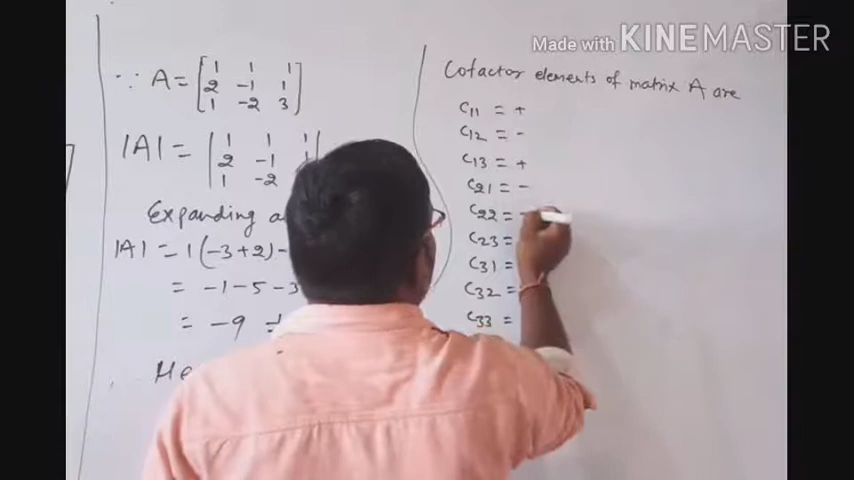 Made with KINEMASTER
∵ A = [1 1 1
2 -1 1
1 -2 3]
|A| = |1 1 1
2 -1
1 -2
Expanding
|A| = 1(-3+2)-
= -1-5-3
= -9
Cofactor elements of matrix A are
C11 = +
C12 = -
C13 = +
C21 = -
C22 =
C23 =
C31 =
C32 =
C33 =